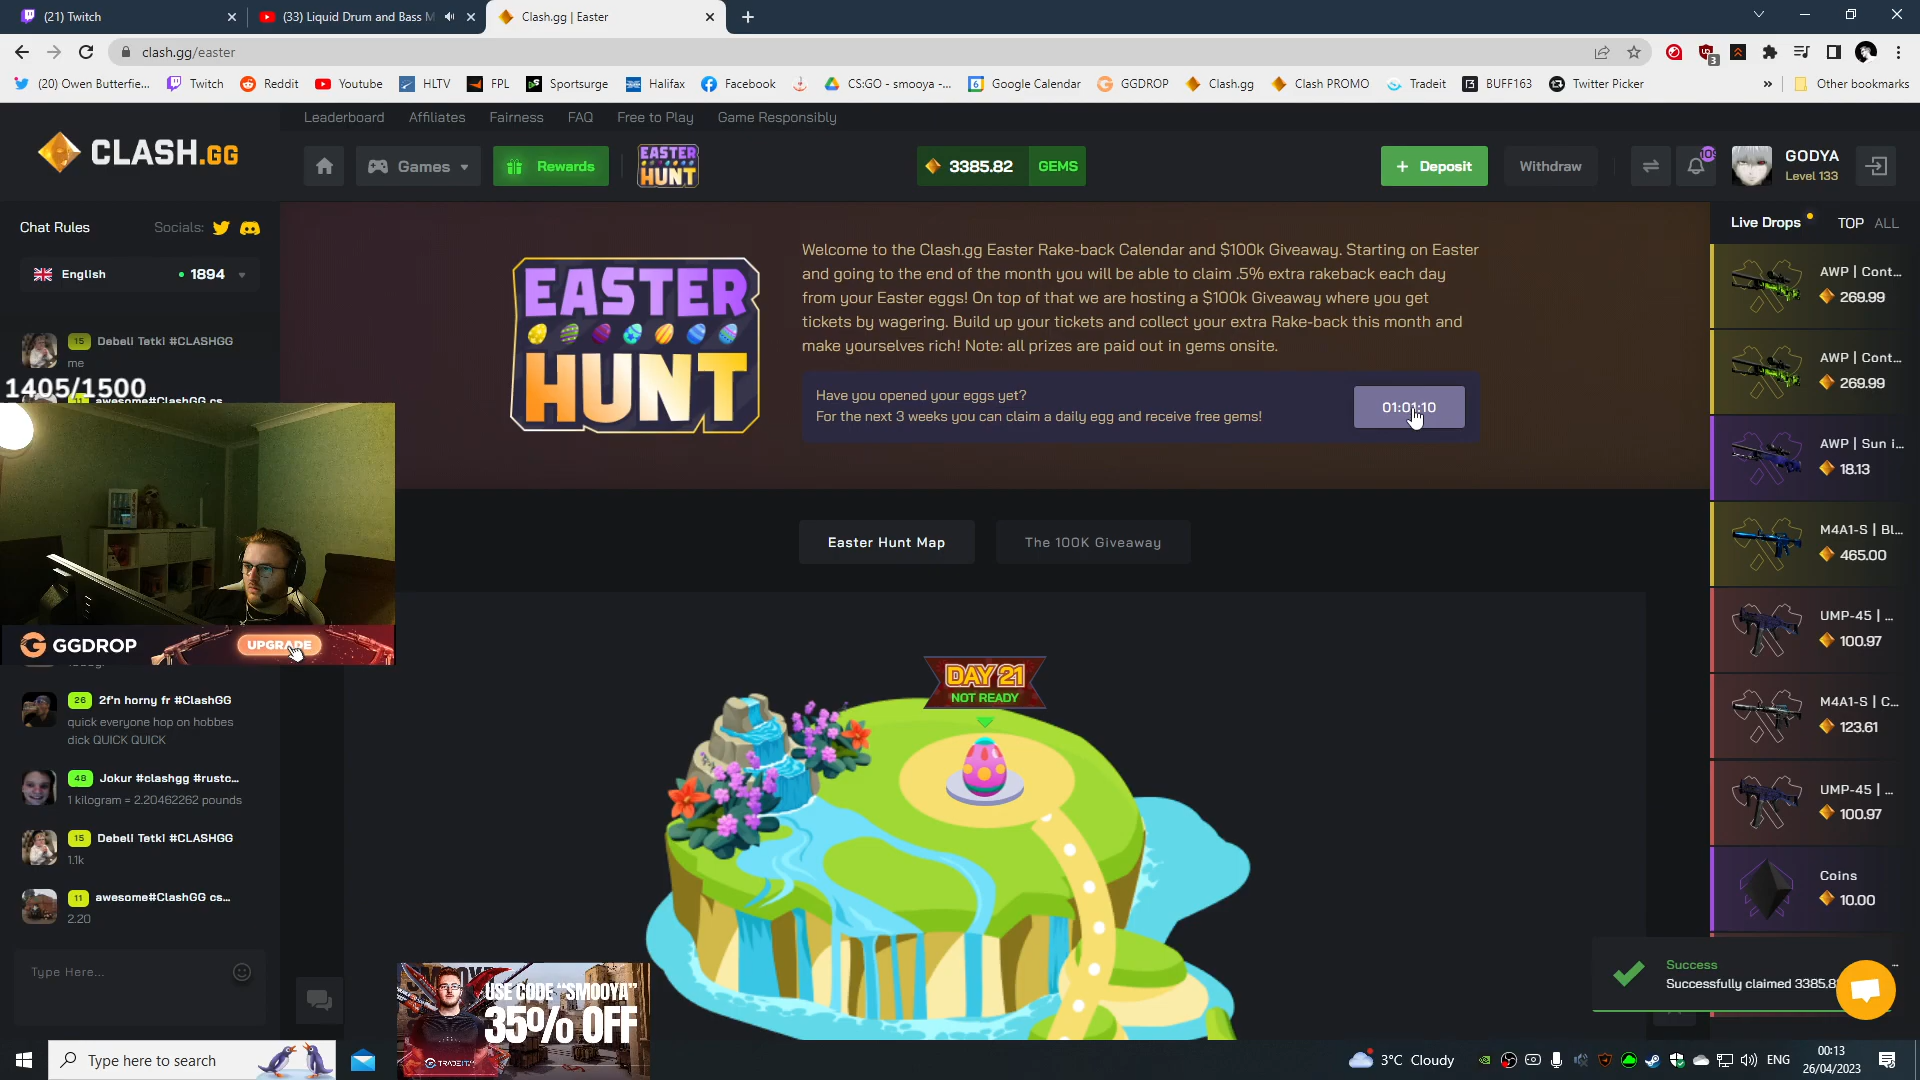 (21) Twitch
(33) Liquid Drum and Bass M
Clash.gg | Easter
clash.gg/easter
3
(20) Owen Butterfie...
Twitch
Reddit
Youtube
HLTV
FPL
Sportsurge
Halifax
Facebook
CS:GO - smooya -...
Google Calendar
GGDROP
Clash.gg
Clash PROMO
Tradeit
BUFF163
Twitter Picker
»
Other bookmarks
Leaderboard
Affiliates
Fairness
FAQ
Free to Play
Game Responsibly
CLASH.GG
Games
Rewards
EASTER
HUNT
3385.82
GEMS
+ Deposit
Withdraw
GODYA
Level 133
Chat Rules
Socials:
English
1894
15 Debeli Tetki #CLASHGG
me
1405/1500
awesome#ClashGG cs...
GGDROP
UPGRADE
26 2f'n horny fr #ClashGG
quick everyone hop on hobbes
dick QUICK QUICK
48 Jokur #clashgg #rustc...
1 kilogram = 2.20462262 pounds
15 Debeli Tetki #CLASHGG
1.1k
11 awesome#ClashGG cs...
2.20
Type Here...
EASTER
HUNT
Welcome to the Clash.gg Easter Rake-back Calendar and $100k Giveaway. Starting on Easter
and going to the end of the month you will be able to claim .5% extra rakeback each day
from your Easter eggs! On top of that we are hosting a $100k Giveaway where you get
tickets by wagering. Build up your tickets and collect your extra Rake-back this month and
make yourselves rich! Note: all prizes are paid out in gems onsite.
Have you opened your eggs yet?
For the next 3 weeks you can claim a daily egg and receive free gems!
01:01:10
Easter Hunt Map
The 100K Giveaway
DAY 21
NOT READY
USE CODE "SMOOYA"
35% OFF
TRADEIT
Live Drops
TOP
ALL
AWP | Cont...
269.99
AWP | Cont...
269.99
AWP | Sun i...
18.13
M4A1-S | Bl...
465.00
UMP-45 | ...
100.97
M4A1-S | C...
123.61
UMP-45 | ...
100.97
Coins
10.00
Success
Successfully claimed 3385.8
Type here to search
3°C Cloudy
ENG
00:13
26/04/2023